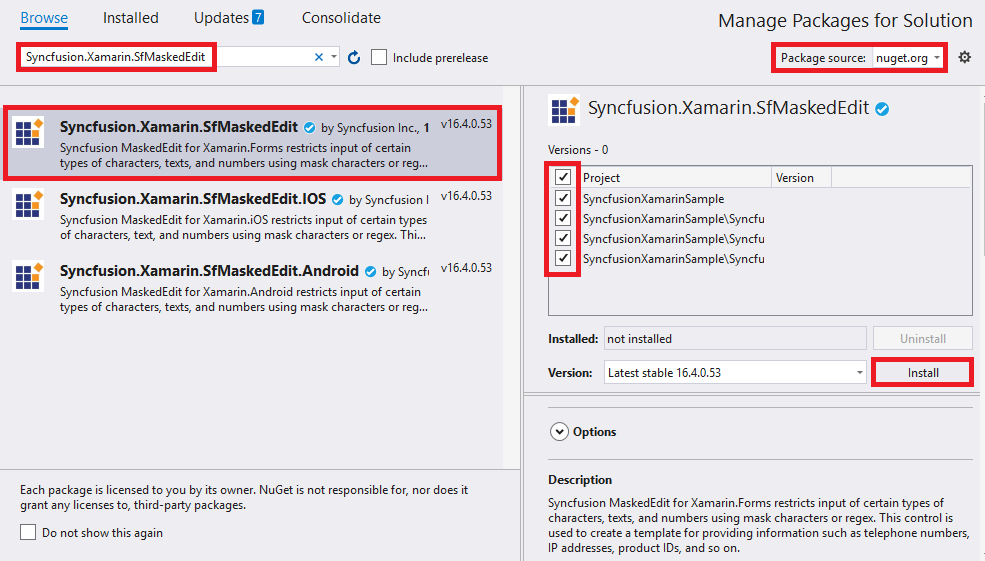 Browse Installed Updates 7 Consolidate
Manage Packages for Solution
Syncfusion.Xamarin.SfMaskedEdit
Include prerelease
Package source: nuget.org
Syncfusion.Xamarin.SfMaskedEdit by Syncfusion Inc., 1 v16.4.0.53
Syncfusion MaskedEdit for Xamarin.Forms restricts input of certain
types of characters, texts, and numbers using mask characters or reg...
Syncfusion.Xamarin.SfMaskedEdit.IOS by Syncfusion I v16.4.0.53
Syncfusion MaskedEdit for Xamarin.iOS restricts input of certain types
of characters, text, and numbers using mask characters or regex. Thi...
Syncfusion.Xamarin.SfMaskedEdit.Android by Syncf v16.4.0.53
Syncfusion MaskedEdit for Xamarin.Android restricts input of certain
types of characters, texts, and numbers using mask characters or reg...
Each package is licensed to you by its owner. NuGet is not responsible for, nor does it
grant any licenses to, third-party packages.
Do not show this again
Syncfusion.Xamarin.SfMaskedEdit
Versions - 0
Project Version
SyncfusionXamarinSample
SyncfusionXamarinSample\Syncfu
SyncfusionXamarinSample\Syncfu
SyncfusionXamarinSample\Syncfu
Installed: not installed Uninstall
Version: Latest stable 16.4.0.53 Install
Options
Description
Syncfusion MaskedEdit for Xamarin.Forms restricts input of certain types of
characters, texts, and numbers using mask characters or regex. This control is
used to create a template for providing information such as telephone numbers,
IP addresses, product IDs, and so on.